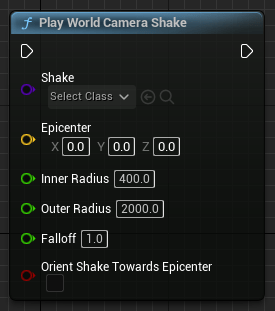 f Play World Camera Shake
Shake
Select Class
Epicenter
X 0.0 Y 0.0 Z 0.0
Inner Radius 400.0
Outer Radius 2000.0
Falloff 1.0
Orient Shake Towards Epicenter